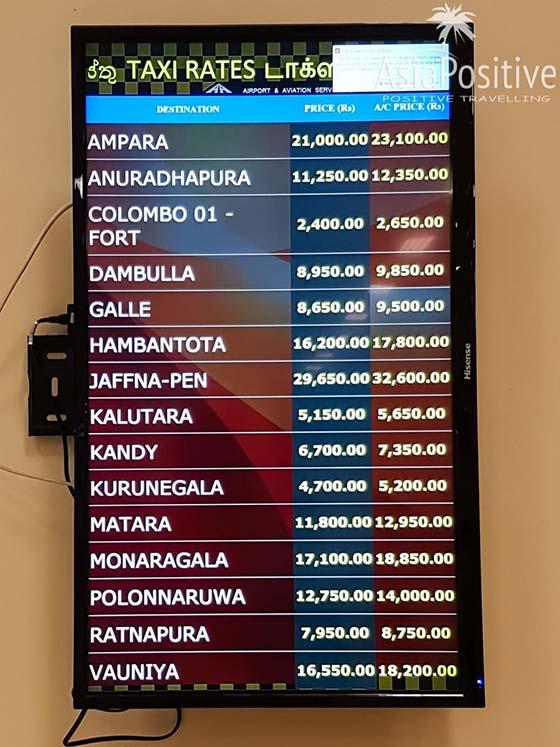 ඊස්තු TAXI RATES டாக்ஸ
AsiaPositive
POSITIVE TRAVELLING
AIRPORT & AVIATION
DESTINATION PRICE (Rs) A/C PRICE (Rs)
AMPARA 21,000.00 23,100.00
ANURADHAPURA 11,250.00 12,350.00
COLOMBO 01 -
FORT 2,400.00 2,650.00
DAMBULLA 8,950.00 9,850.00
GALLE 8,650.00 9,500.00
HAMBANTOTA 16,200.00 17,800.00
JAFFNA-PEN 29,650.00 32,600.00
KALUTARA 5,150.00 5,650.00
KANDY 6,700.00 7,350.00
KURUNEGALA 4,700.00 5,200.00
MATARA 11,800.00 12,950.00
MONARAGALA 17,100.00 18,850.00
POLONNARUWA 12,750.00 14,000.00
RATNAPURA 7,950.00 8,750.00
VAUNIYA 16,550.00 18,200.00
Hisense